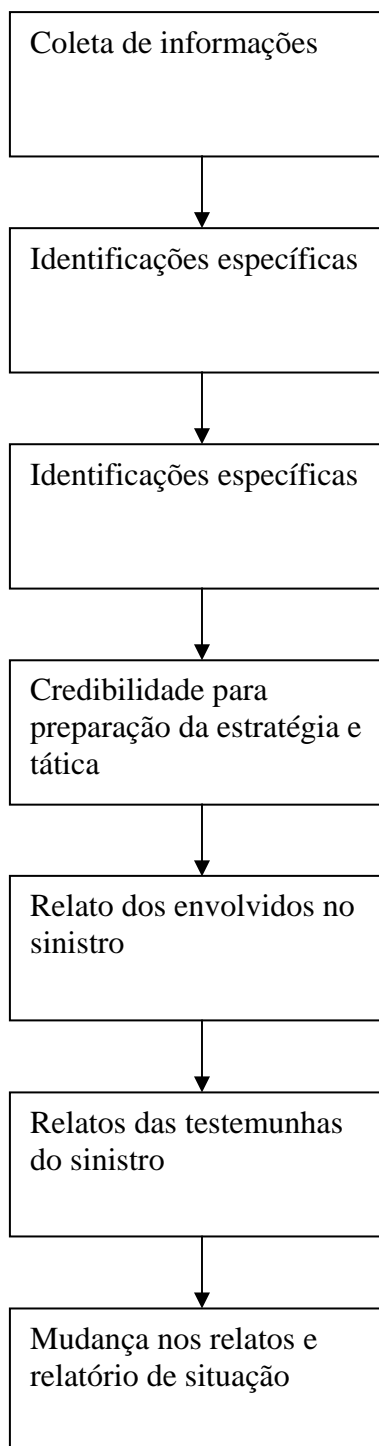 Coleta de informações
Identificações específicas
Identificações específicas
Credibilidade para
preparação da estratégia e
tática
Relato dos envolvidos no
sinistro
Relatos das testemunhas
do sinistro
Mudança nos relatos e
relatório de situação